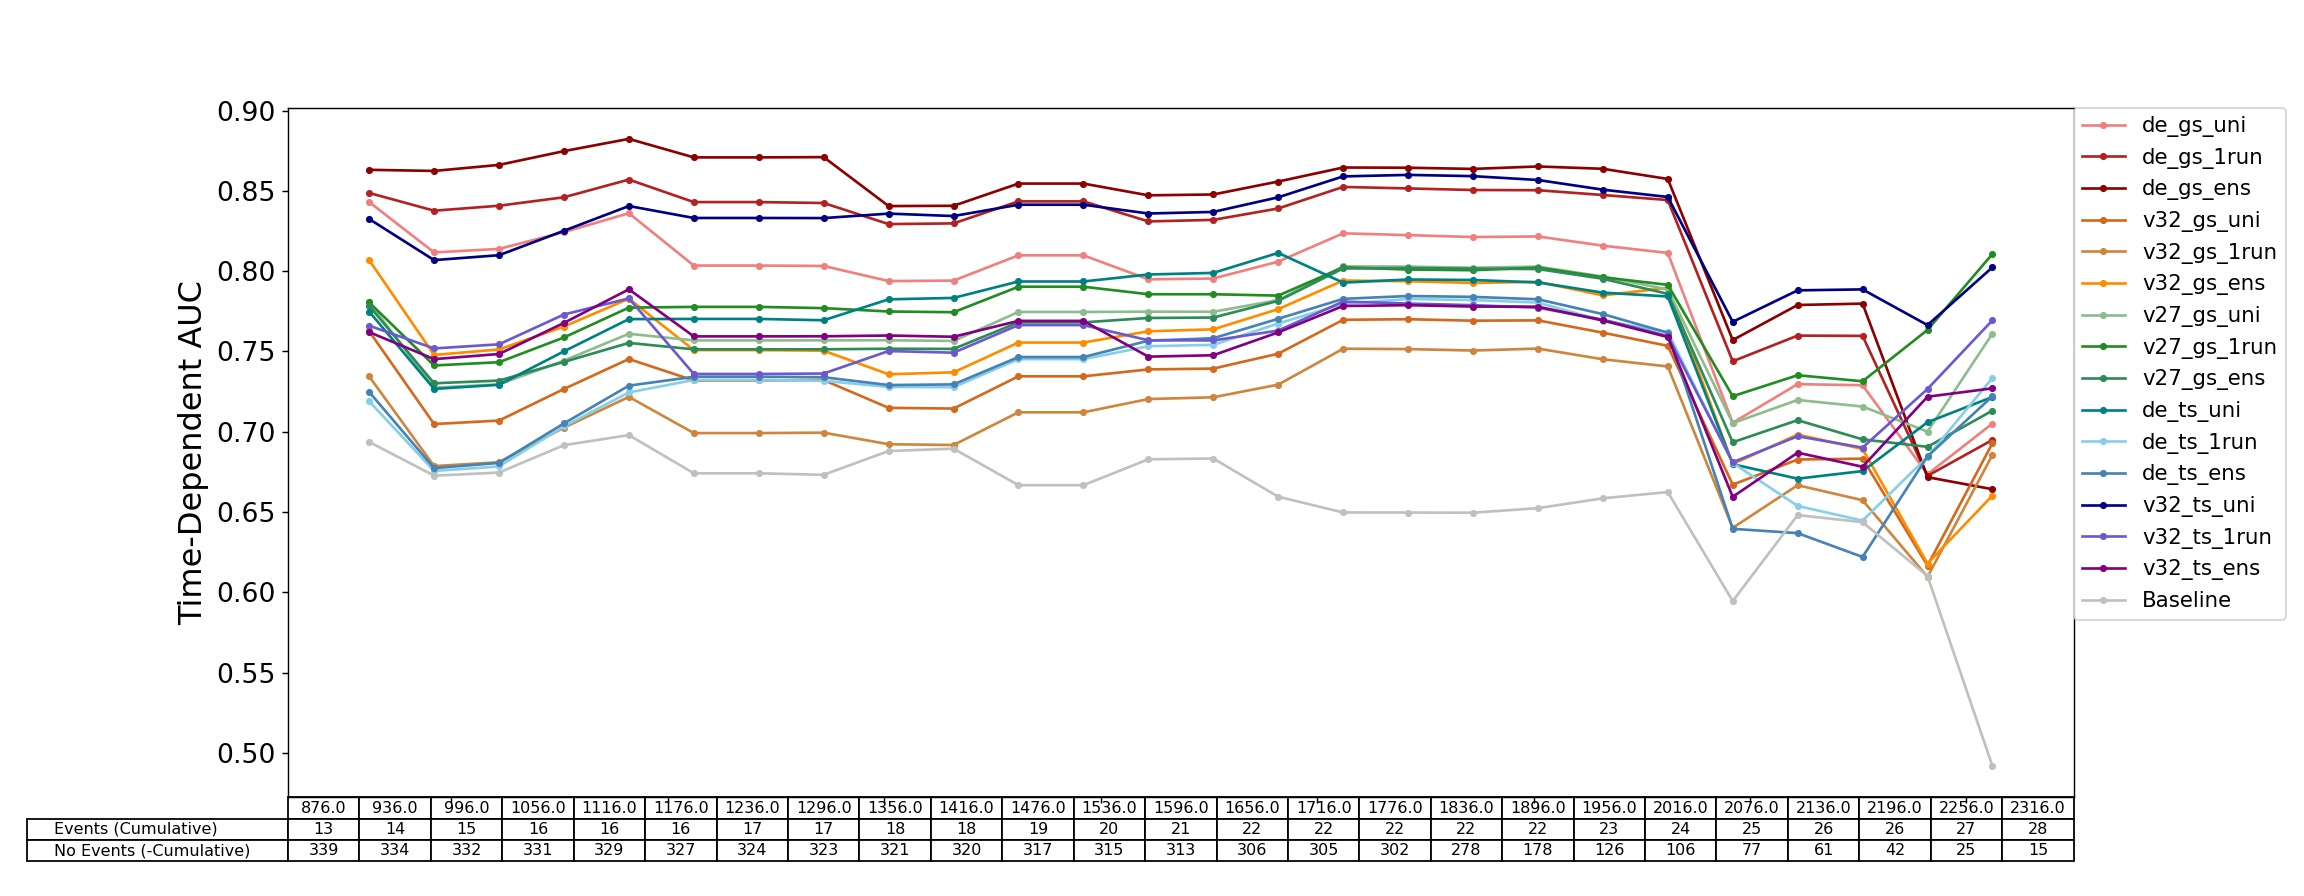 Time-Dependent AUC
0.90
0.85
0.80
0.75
0.70
0.65
0.60
0.55
0.50
de_gs_uni
de_gs_1run
de_gs_ens
v32_gs_uni
v32_gs_1run
v32_gs_ens
v27_gs_uni
v27_gs_1run
v27_gs_ens
de_ts_uni
de_ts_1run
de_ts_ens
v32_ts_uni
v32_ts_1run
v32_ts_ens
Baseline
876.0 936.0 996.0 1056.0 1116.0 1176.0 1236.0 1296.0 1356.0 1416.0 1476.0 1536.0 1596.0 1656.0 1716.0 1776.0 1836.0 1896.0 1956.0 2016.0 2076.0 2136.0 2196.0 2256.0 2316.0
Events (Cumulative) 13 14 15 16 16 16 17 17 18 18 19 20 21 22 22 22 22 22 23 24 25 26 26 27 28
No Events (-Cumulative) 339 334 332 331 329 327 324 323 321 320 317 315 313 306 305 302 278 178 126 106 77 61 42 25 15